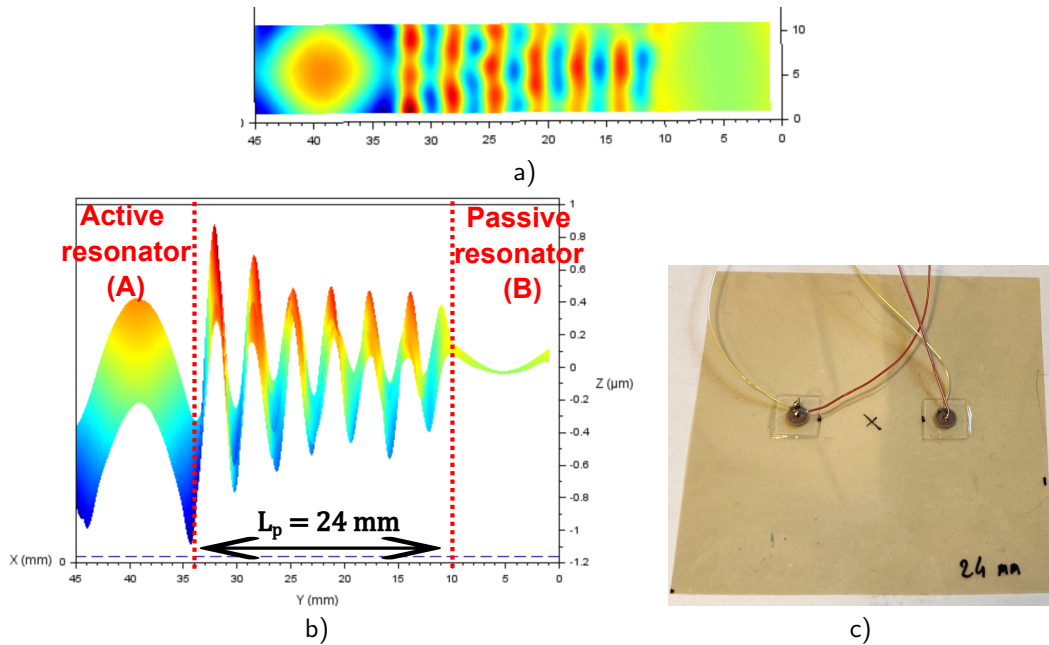 10
5
0
45 40 35 30 25 20 15 10 5 0
a)
Active
resonator
(A)
Passive
resonator
(B)
1
0.8
0.6
0.4
0.2
0
Z (µm)
-0.2
-0.4
-0.6
-0.8
-1
-1.2
Lp = 24 mm
X (mm) 0
45 40 35 30 25 20 15 10 5 0
Y (mm)
b)
24 mm
c)